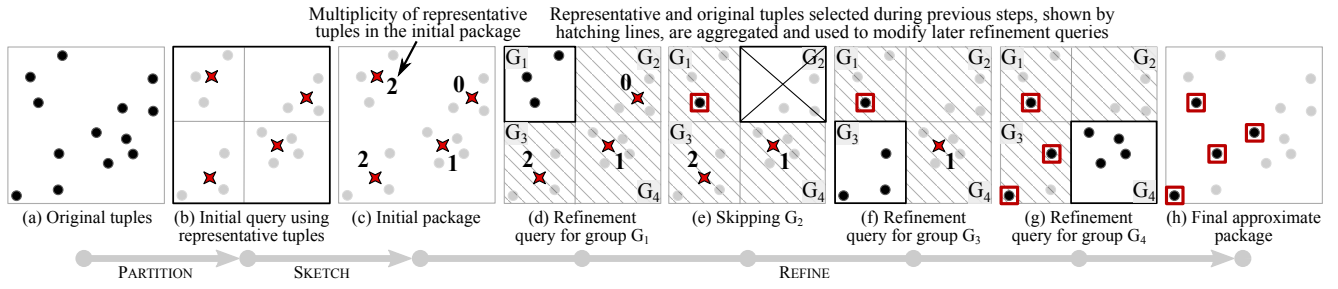 Multiplicity of representative
tuples in the initial package
Representative and original tuples selected during previous steps, shown by
hatching lines, are aggregated and used to modify later refinement queries
2
0
1
2
G1
G2
0
G3
2
1
G4
G1
G2
G3
2
1
G4
G1
G2
G3
1
G4
G1
G2
G3
G4
(a) Original tuples
(b) Initial query using
representative tuples
(c) Initial package
(d) Refinement
query for group G1
(e) Skipping G2
(f) Refinement
query for group G3
(g) Refinement
query for group G4
(h) Final approximate
package
PARTITION
SKETCH
REFINE